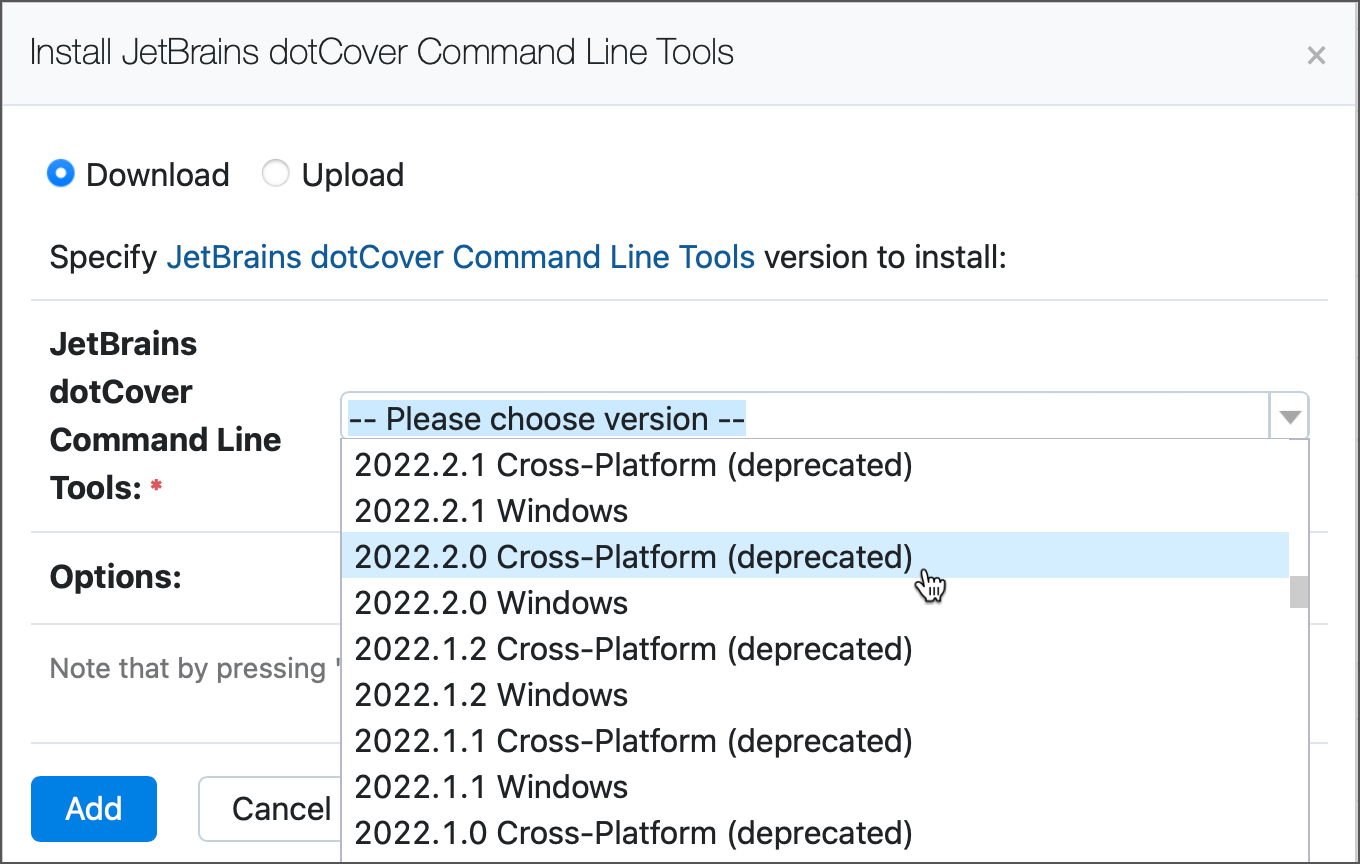 Install JetBrains dotCover Command Line Tools
Download
Upload
Specify JetBrains dotCover Command Line Tools version to install:
JetBrains
dotCover
Command Line
Tools: *
-- Please choose version --
2022.2.1 Cross-Platform (deprecated)
2022.2.1 Windows
2022.2.0 Cross-Platform (deprecated)
2022.2.0 Windows
2022.1.2 Cross-Platform (deprecated)
2022.1.2 Windows
2022.1.1 Cross-Platform (deprecated)
2022.1.1 Windows
2022.1.0 Cross-Platform (deprecated)
Options:
Note that by pressing "
Add
Cancel